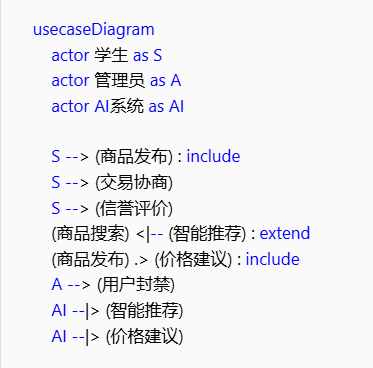 usecaseDiagram
actor 学生 as S
actor 管理员 as A
actor AI系统 as AI
S --> (商品发布) : include
S --> (交易协商)
S --> (信誉评价)
(商品搜索) <|-- (智能推荐) : extend
(商品发布) .> (价格建议) : include
A --> (用户封禁)
AI --|> (智能推荐)
AI --|> (价格建议)